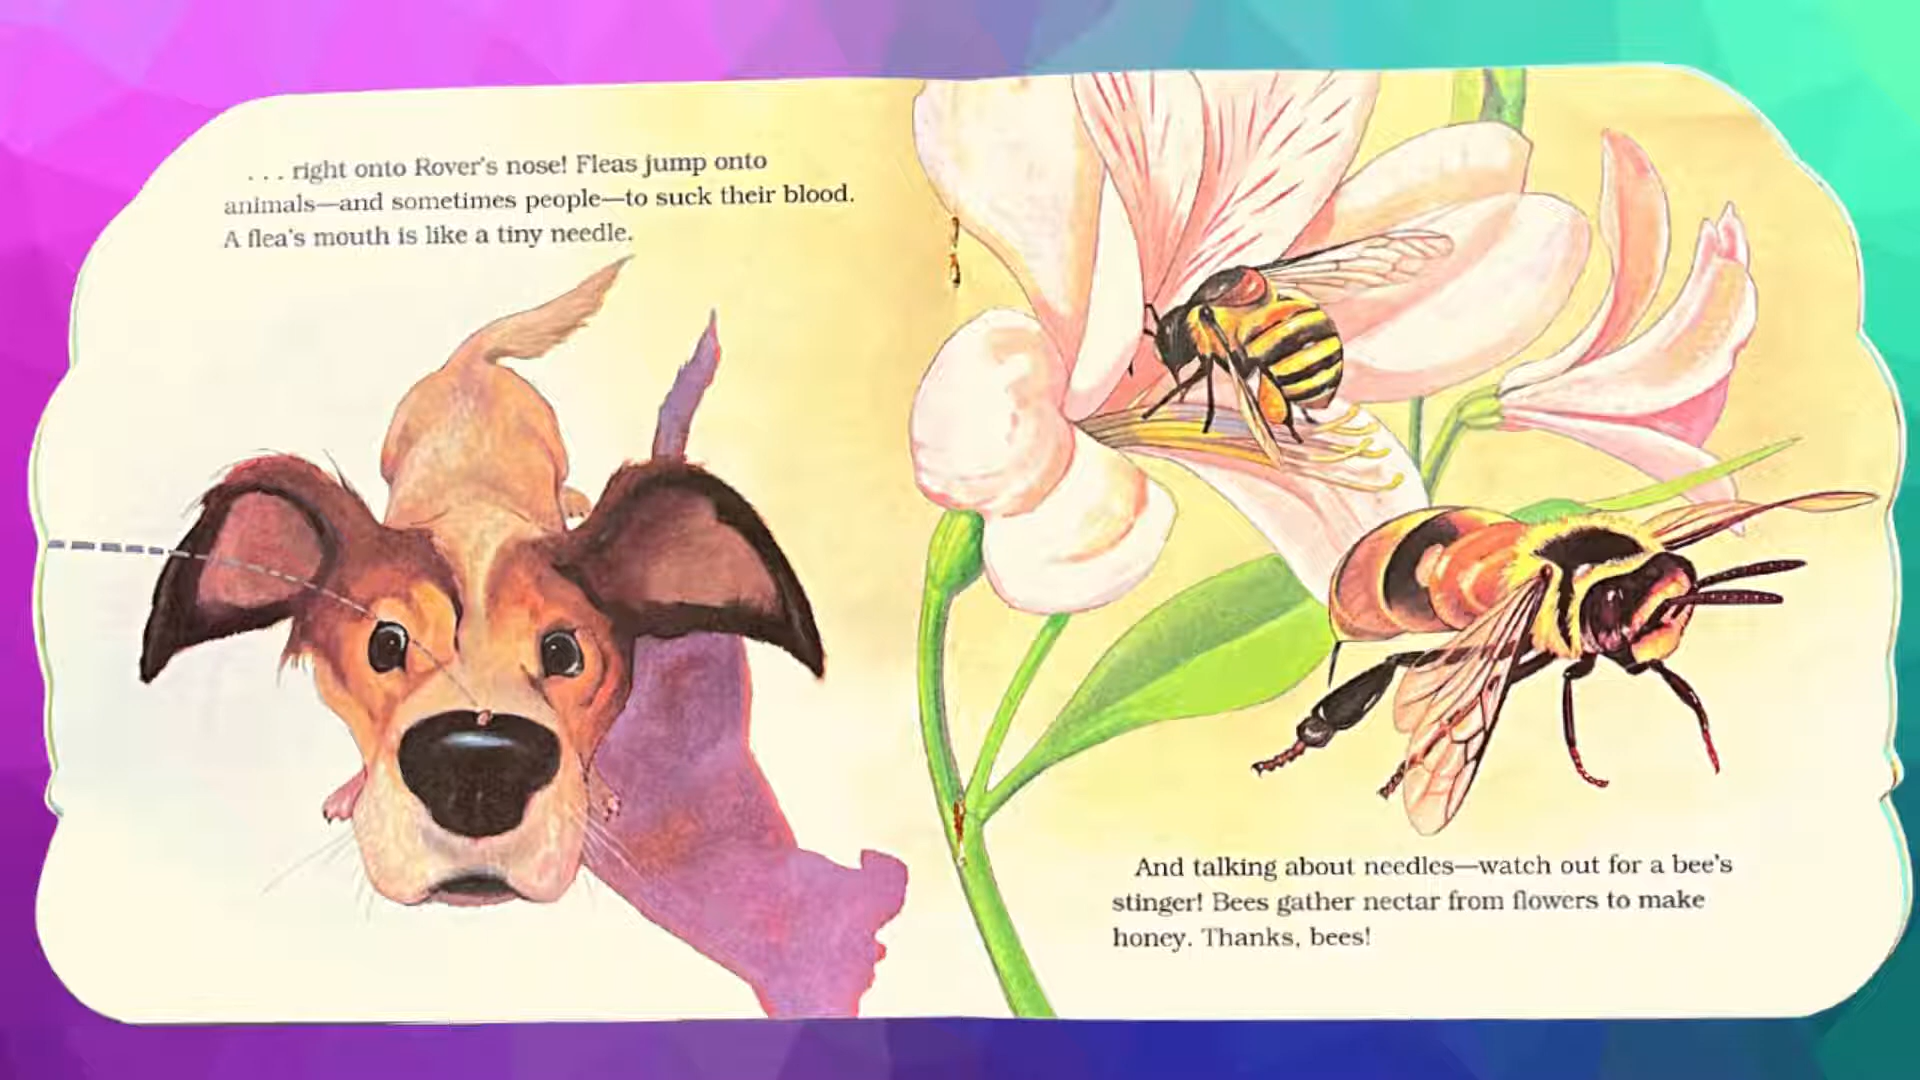 . . . right onto Rover's nose! Fleas jump onto
animals—and sometimes people—to suck their blood.
A flea's mouth is like a tiny needle.
And talking about needles—watch out for a bee's
stinger! Bees gather nectar from flowers to make
honey. Thanks, bees!